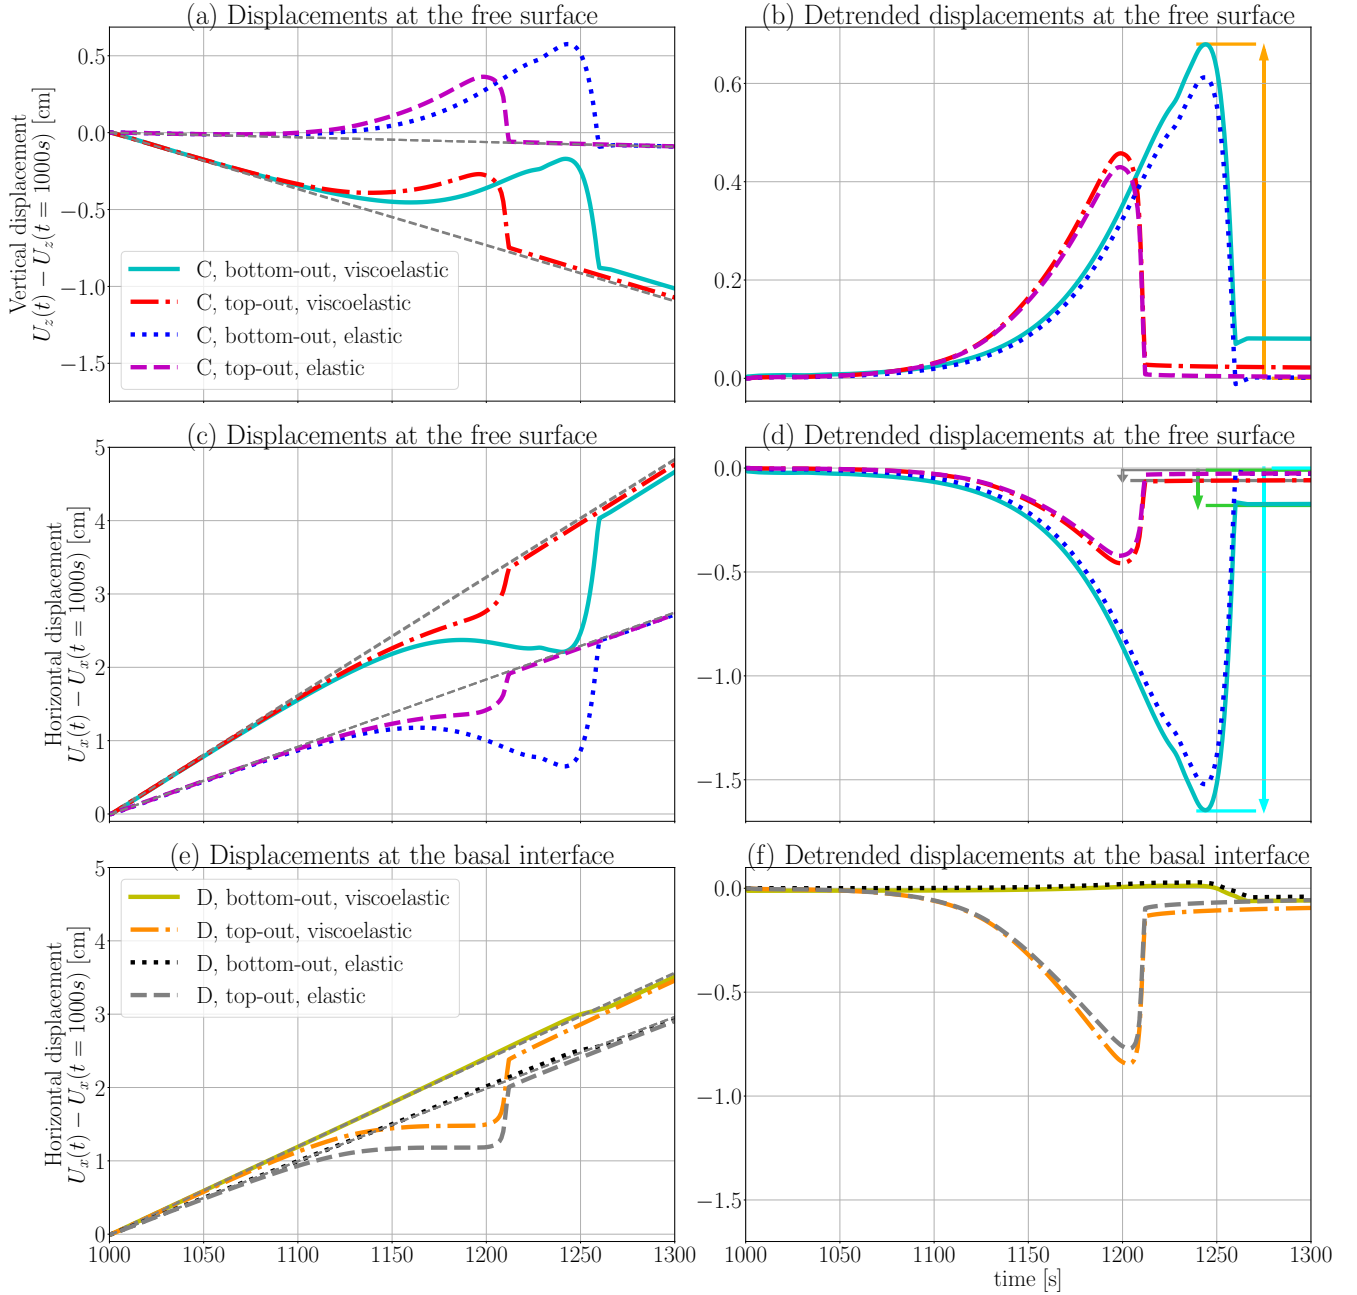 (a) Displacements at the free surface
(b) Detrended displacements at the free surface
Vertical displacement
U_z(t) − U_z(t = 1000s) [cm]
0.5
0.0
−0.5
−1.0
−1.5
C, bottom-out, viscoelastic
C, top-out, viscoelastic
C, bottom-out, elastic
C, top-out, elastic
0.6
0.4
0.2
0.0
(c) Displacements at the free surface
(d) Detrended displacements at the free surface
Horizontal displacement
U_x(t) − U_x(t = 1000s) [cm]
5
4
3
2
1
0
0.0
−0.5
−1.0
−1.5
(e) Displacements at the basal interface
(f) Detrended displacements at the basal interface
Horizontal displacement
U_x(t) − U_x(t = 1000s) [cm]
5
4
3
2
1
0
D, bottom-out, viscoelastic
D, top-out, viscoelastic
D, bottom-out, elastic
D, top-out, elastic
0.0
−0.5
−1.0
−1.5
1000 1050 1100 1150 1200 1250 1300
1000 1050 1100 1150 1200 1250 1300
time [s]